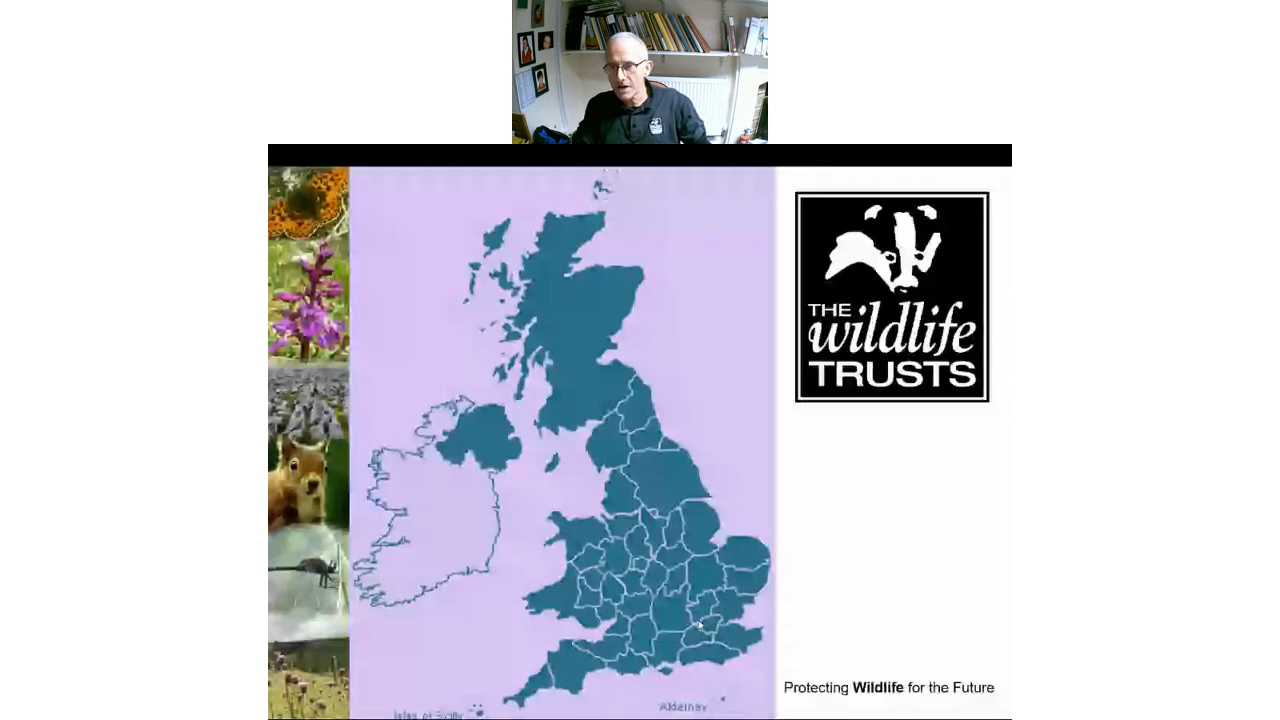 THE
wildlife
TRUSTS
Protecting Wildlife for the Future
Alderney
Isles of Scilly